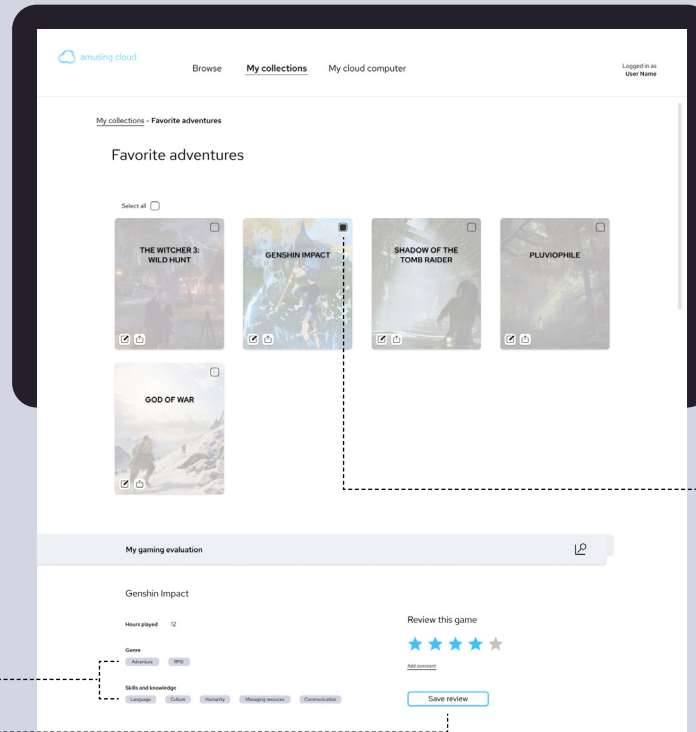 amusing cloud
Browse My collections My cloud computer
Logged in as
User Name
My collections - Favorite adventures
Favorite adventures
Select all
THE WITCHER 3:
WILD HUNT
GENSHIN IMPACT
SHADOW OF THE
TOMB RAIDER
PLUVIOPHILE
GOD OF WAR
My gaming evaluation
Genshin Impact
Hours played 12
Review this game
Genre
Adventure RPG
Add comment
Skills and knowledge
Language Culture Humanity Managing resouces Communication
Save review